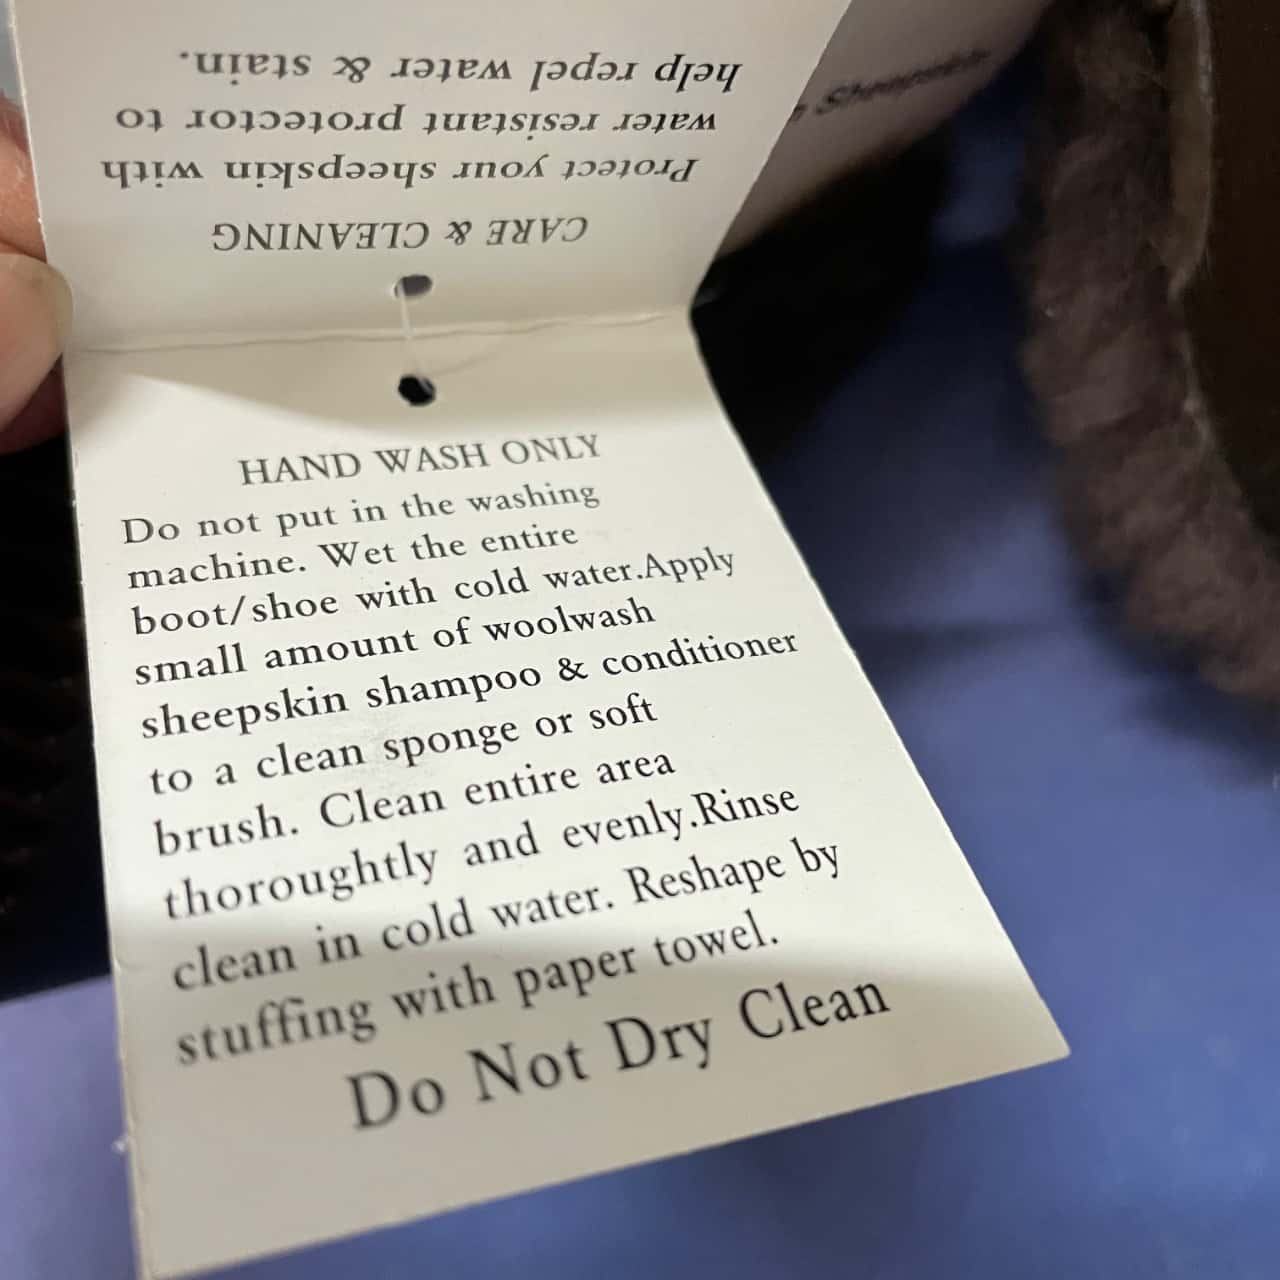 CARE & CLEANING
Protect your sheepskin with
water resistant protector to
help repel water & stain.
HAND WASH ONLY
Do not put in the washing
machine. Wet the entire
boot/shoe with cold water.Apply
small amount of woolwash
sheepskin shampoo & conditioner
to a clean sponge or soft
brush. Clean entire area
thoroughtly and evenly.Rinse
clean in cold water. Reshape by
stuffing with paper towel.
Do Not Dry Clean